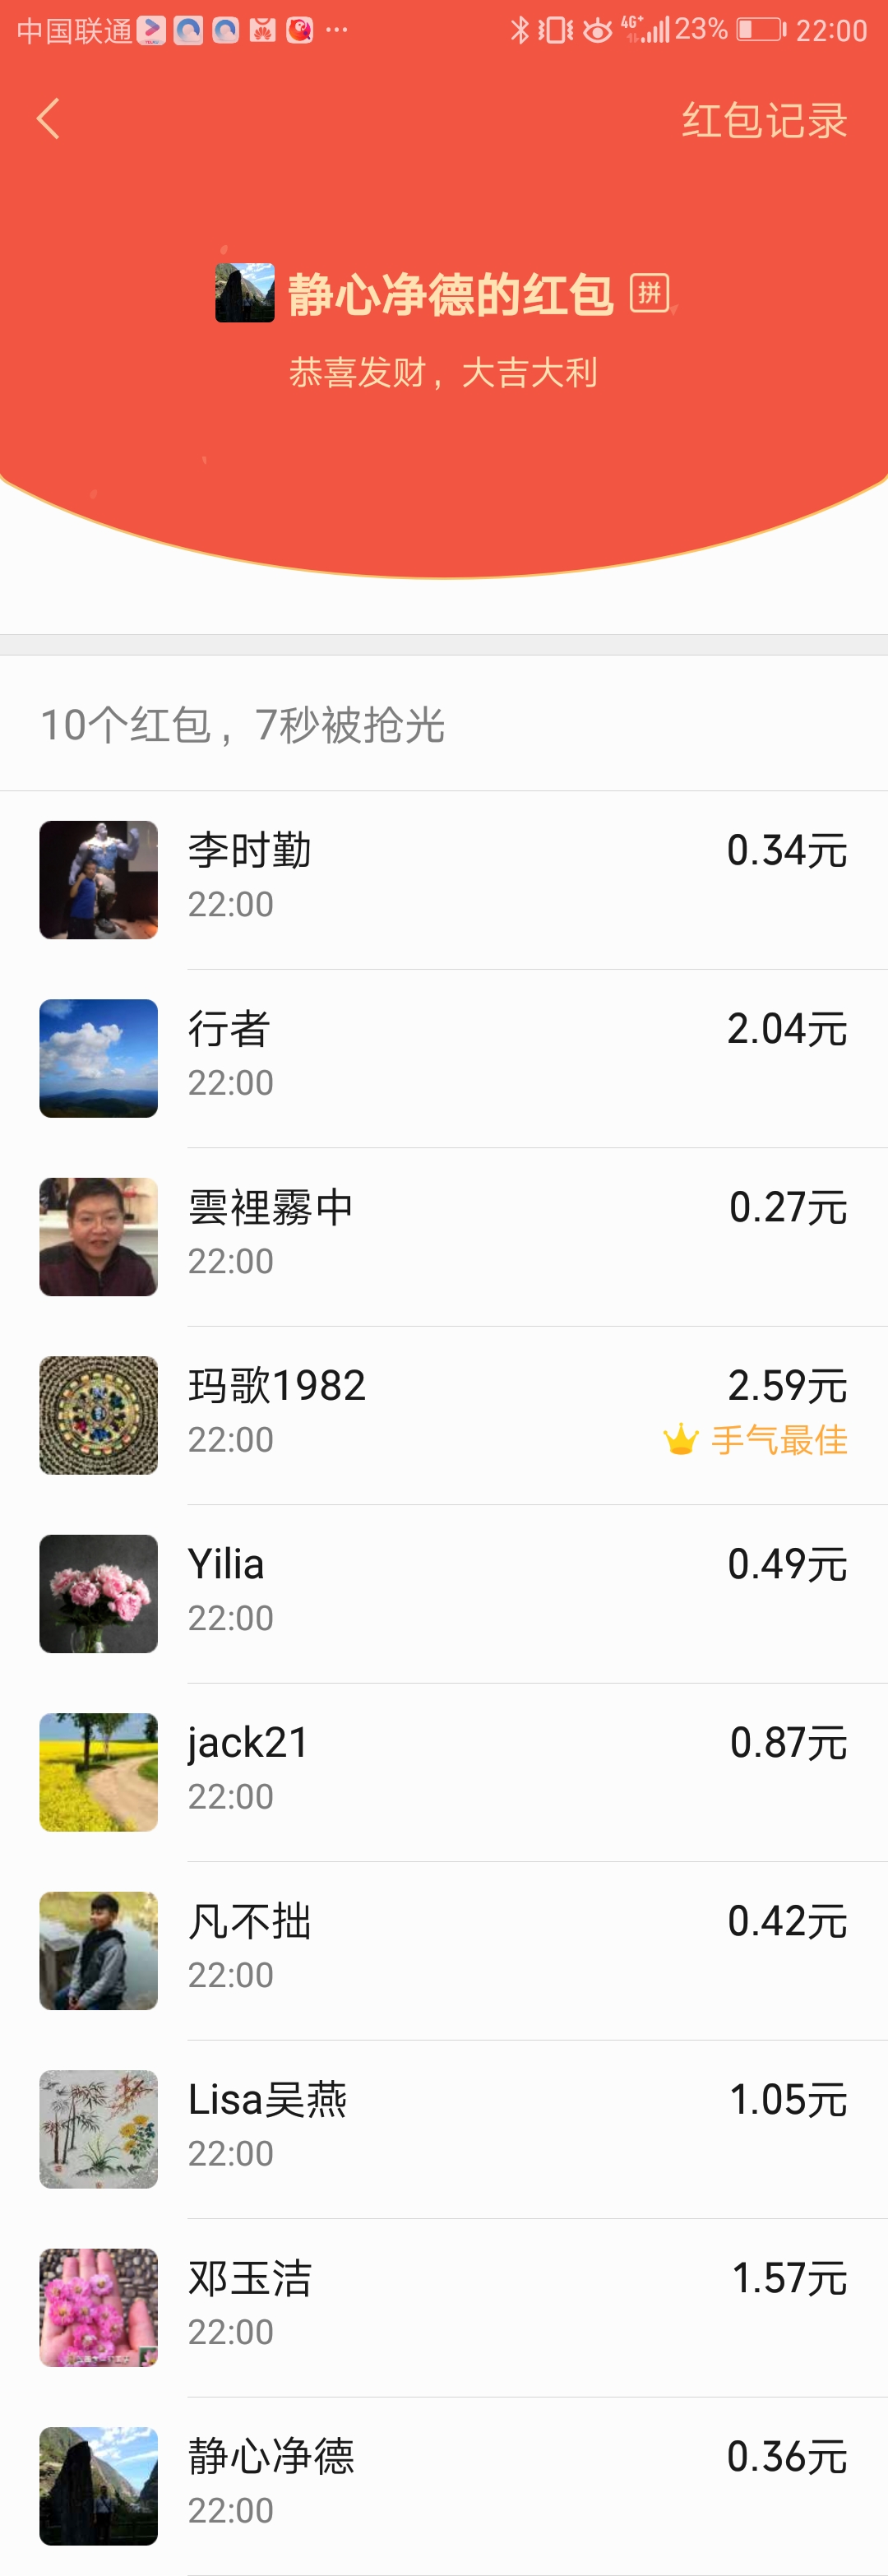 中国联通 4G+ 23% 22:00
红包记录
静心净德的红包 拼
恭喜发财，大吉大利
10个红包，7秒被抢光
李时勤 0.34元
22:00
行者 2.04元
22:00
雲裡霧中 0.27元
22:00
玛歌1982 2.59元
22:00 手气最佳
Yilia 0.49元
22:00
jack21 0.87元
22:00
凡不拙 0.42元
22:00
Lisa吴燕 1.05元
22:00
邓玉洁 1.57元
22:00
静心净德 0.36元
22:00